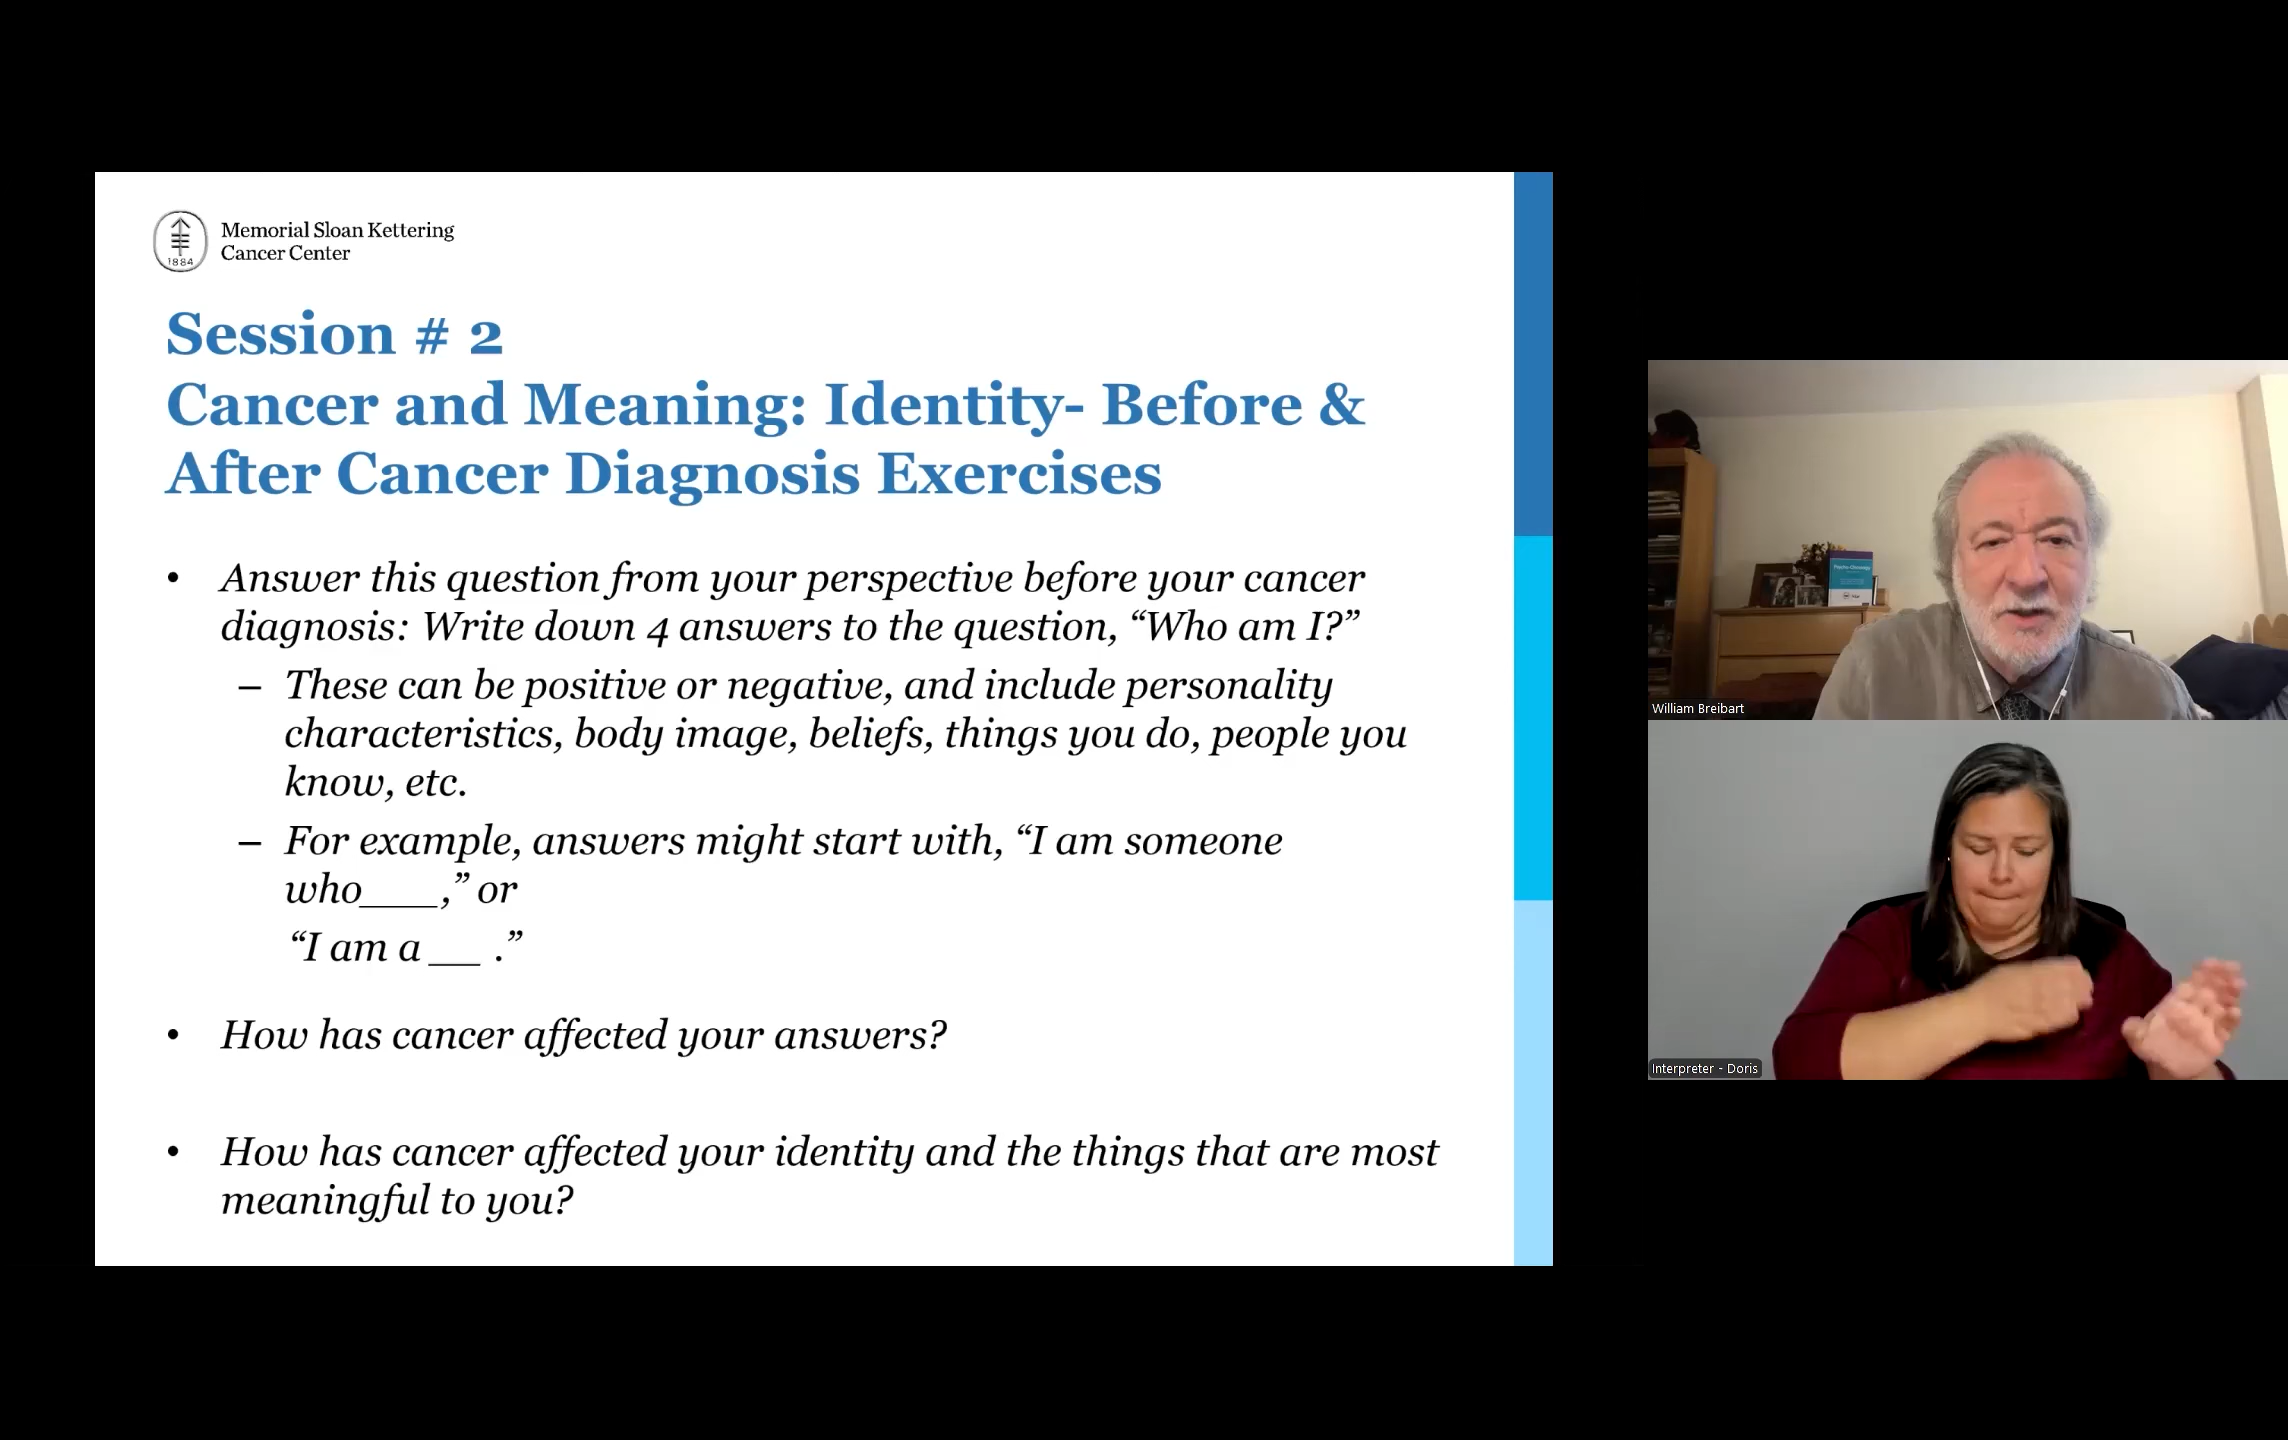 Memorial Sloan Kettering
Cancer Center
1884
Session # 2
Cancer and Meaning: Identity- Before &
After Cancer Diagnosis Exercises
• Answer this question from your perspective before your cancer
diagnosis: Write down 4 answers to the question, “Who am I?”
– These can be positive or negative, and include personality
characteristics, body image, beliefs, things you do, people you
know, etc.
– For example, answers might start with, “I am someone
who____,” or
“I am a __ .”
• How has cancer affected your answers?
• How has cancer affected your identity and the things that are most
meaningful to you?
Psycho-Oncology
William Breibart
Interpreter - Doris